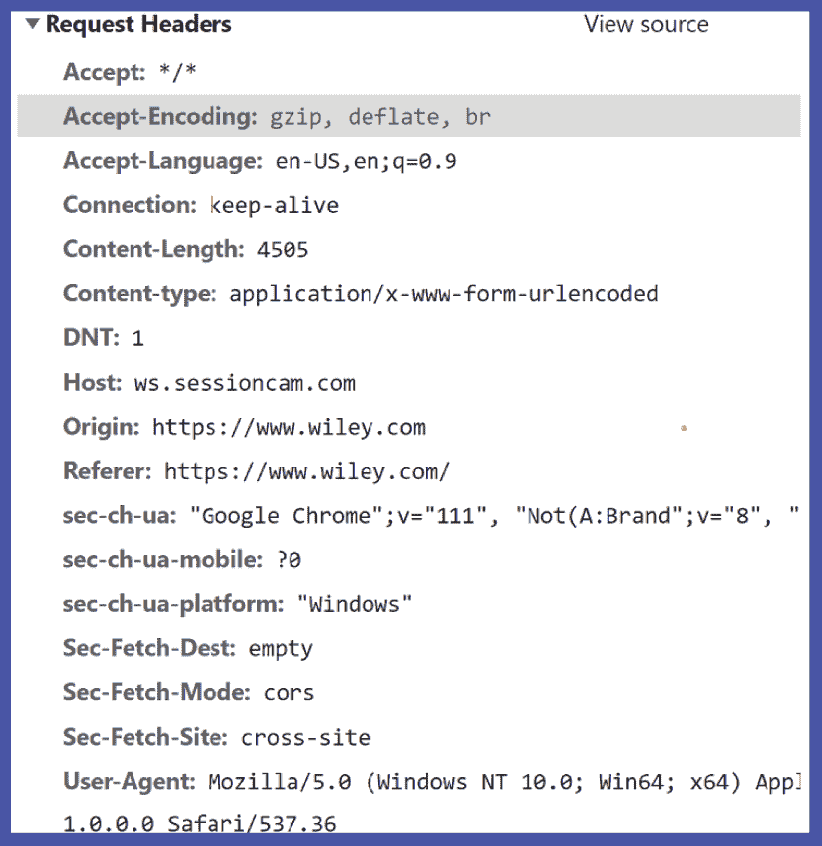 Request Headers View source
Accept: */*
Accept-Encoding: gzip, deflate, br
Accept-Language: en-US,en;q=0.9
Connection: keep-alive
Content-Length: 4505
Content-type: application/x-www-form-urlencoded
DNT: 1
Host: ws.sessioncam.com
Origin: https://www.wiley.com
Referer: https://www.wiley.com/
sec-ch-ua: "Google Chrome";v="111", "Not(A:Brand";v="8", "
sec-ch-ua-mobile: ?0
sec-ch-ua-platform: "Windows"
Sec-Fetch-Dest: empty
Sec-Fetch-Mode: cors
Sec-Fetch-Site: cross-site
User-Agent: Mozilla/5.0 (Windows NT 10.0; Win64; x64) Appl
1.0.0.0 Safari/537.36